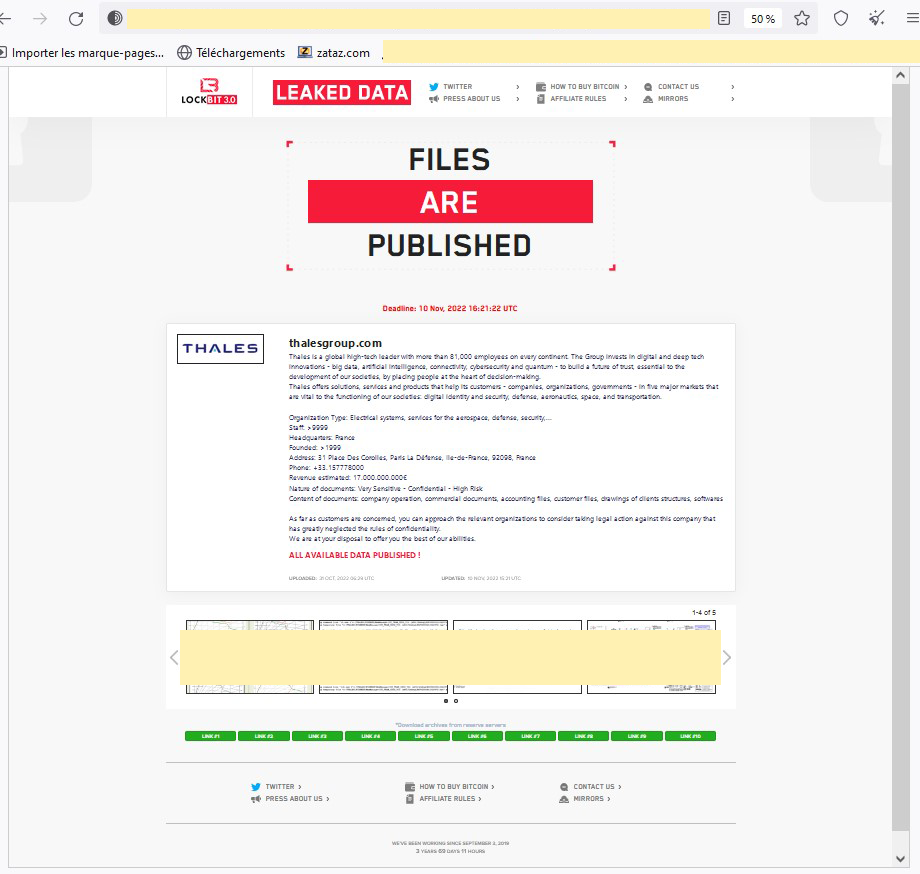 50 %
Importer les marque-pages... Téléchargements zataz.com
LOCKBIT 3.0
LEAKED DATA
TWITTER › HOW TO BUY BITCOIN › CONTACT US ›
PRESS ABOUT US › AFFILIATE RULES › MIRRORS ›
FILES
ARE
PUBLISHED
Deadline: 10 Nov, 2022 16:21:22 UTC
THALES
thalesgroup.com
Thales is a global high-tech leader with more than 81,000 employees on every continent. The Group invests in digital and deep tech
innovations - big data, artificial intelligence, connectivity, cybersecurity and quantum - to build a future of trust, essential to the
development of our societies, by placing people at the heart of decision-making.
Thales offers solutions, services and products that help its customers - companies, organizations, governments - in five major markets that
are vital to the functioning of our societies: digital identity and security, defense, aeronautics, space, and transportation.
Organization Type: Electrical systems, services for the aerospace, defense, security,...
Staff: >9999
Headquarters: France
Founded: >1999
Address: 31 Place Des Corolles, Paris La Défense, Ile-de-France, 92098, France
Phone: +33.157778000
Revenue estimated: 17.000.000.000€
Nature of documents: Very Sensitive - Confidential - High Risk
Content of documents: company operation, commercial documents, accounting files, customer files, drawings of clients structures, softwares
As far as customers are concerned, you can approach the relevant organizations to consider taking legal action against this company that
has greatly neglected the rules of confidentiality.
We are at your disposal to offer you the best of our abilities.
ALL AVAILABLE DATA PUBLISHED !
UPLOADED: 31 OCT, 2022 06:29 UTC UPDATED: 10 NOV, 2022 15:21 UTC
1-4 of 5
*Download archives from reserve servers
LINK #1 LINK #2 LINK #3 LINK #4 LINK #5 LINK #6 LINK #7 LINK #8 LINK #9 LINK #10
TWITTER › HOW TO BUY BITCOIN › CONTACT US ›
PRESS ABOUT US › AFFILIATE RULES › MIRRORS ›
WE'VE BEEN WORKING SINCE SEPTEMBER 3, 2019
3 YEARS 69 DAYS 11 HOURS